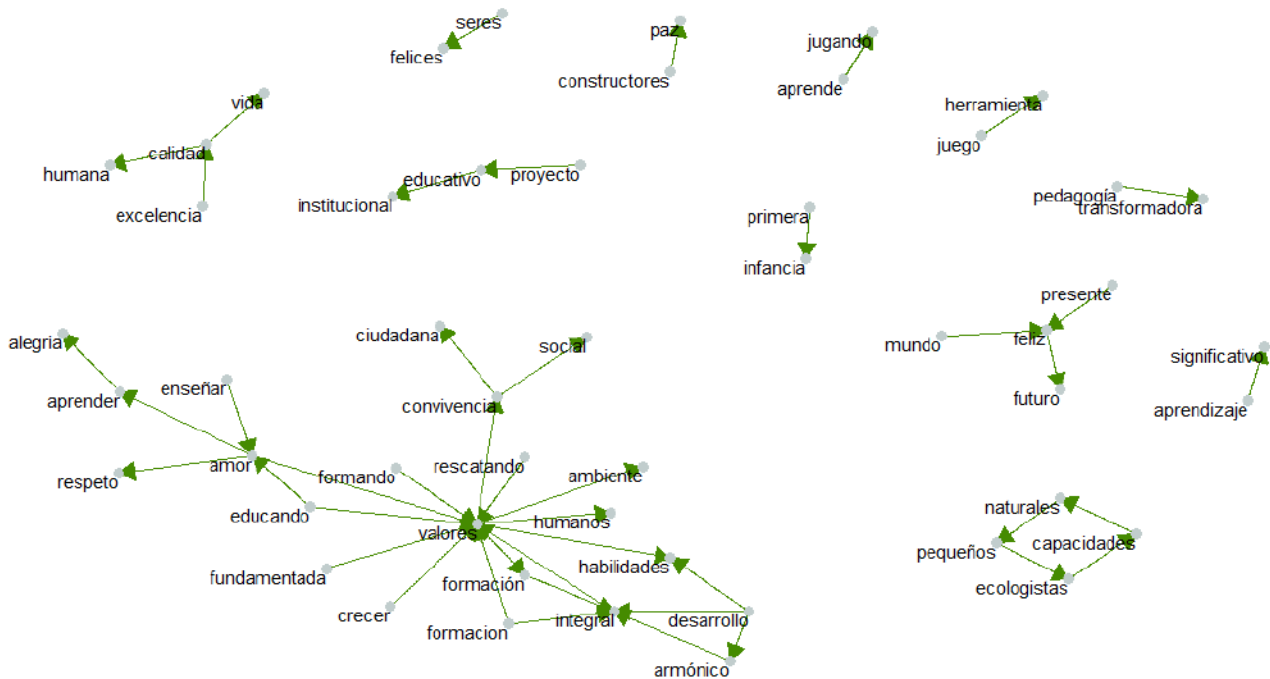 seres
felices
paz
constructores
jugando
aprende
vida
herramienta
juego
humana
calidad
excelencia
educativo
proyecto
institucional
pedagogía
transformadora
primera
infancia
presente
mundo
feliz
futuro
significativo
aprendizaje
alegria
aprender
enseñar
ciudadana
social
convivencia
respeto
amor
formando
rescatando
ambiente
educando
valores
humanos
fundamentada
formación
habilidades
crecer
formacion
integral
desarrollo
armónico
naturales
pequeños
capacidades
ecologistas